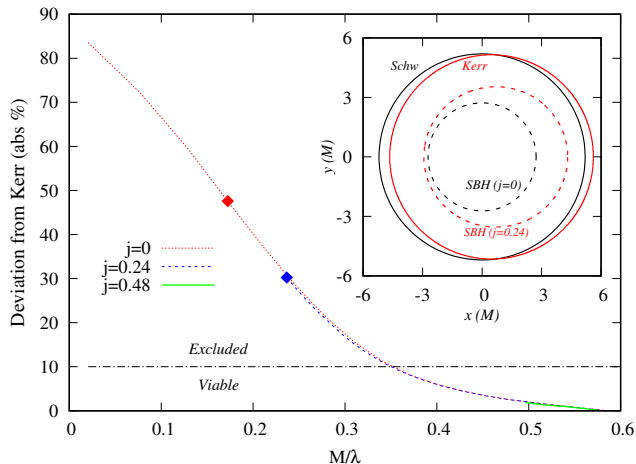 Deviation from Kerr (abs %)
90
80
70
60
50
40
30
20
10
0
j=0
j=0.24
j=0.48
Excluded
Viable
0
0.1
0.2
0.3
0.4
0.5
0.6
M/λ
y (M)
6
3
0
-3
-6
Schw
Kerr
SBH (j=0)
SBH (j=0.24)
-6
-3
0
3
6
x (M)